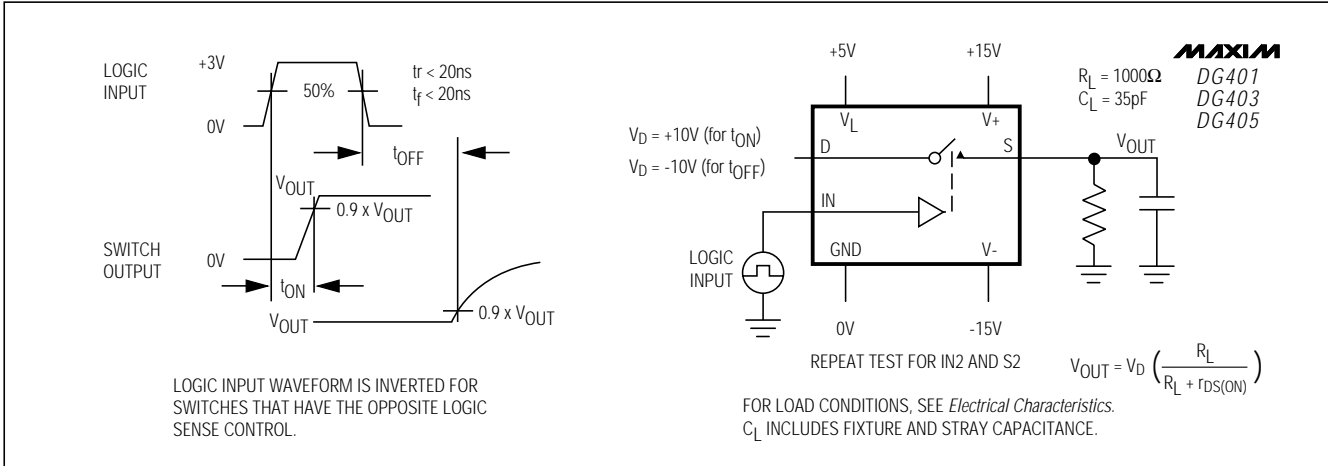 LOGIC
INPUT
+3V
0V
50%
tr < 20ns
tf < 20ns
tOFF
VOUT
0.9 x VOUT
SWITCH
OUTPUT
0V
tON
VOUT
0.9 x VOUT
LOGIC INPUT WAVEFORM IS INVERTED FOR
SWITCHES THAT HAVE THE OPPOSITE LOGIC
SENSE CONTROL.
+5V
+15V
VL
V+
VD = +10V (for tON)
VD = -10V (for tOFF)
D
S
IN
GND
V-
LOGIC
INPUT
0V
-15V
RL = 1000Ω
CL = 35pF
VOUT
MAXIM
DG401
DG403
DG405
REPEAT TEST FOR IN2 AND S2
VOUT = VD ( RL / RL + rDS(ON) )
FOR LOAD CONDITIONS, SEE Electrical Characteristics.
CL INCLUDES FIXTURE AND STRAY CAPACITANCE.